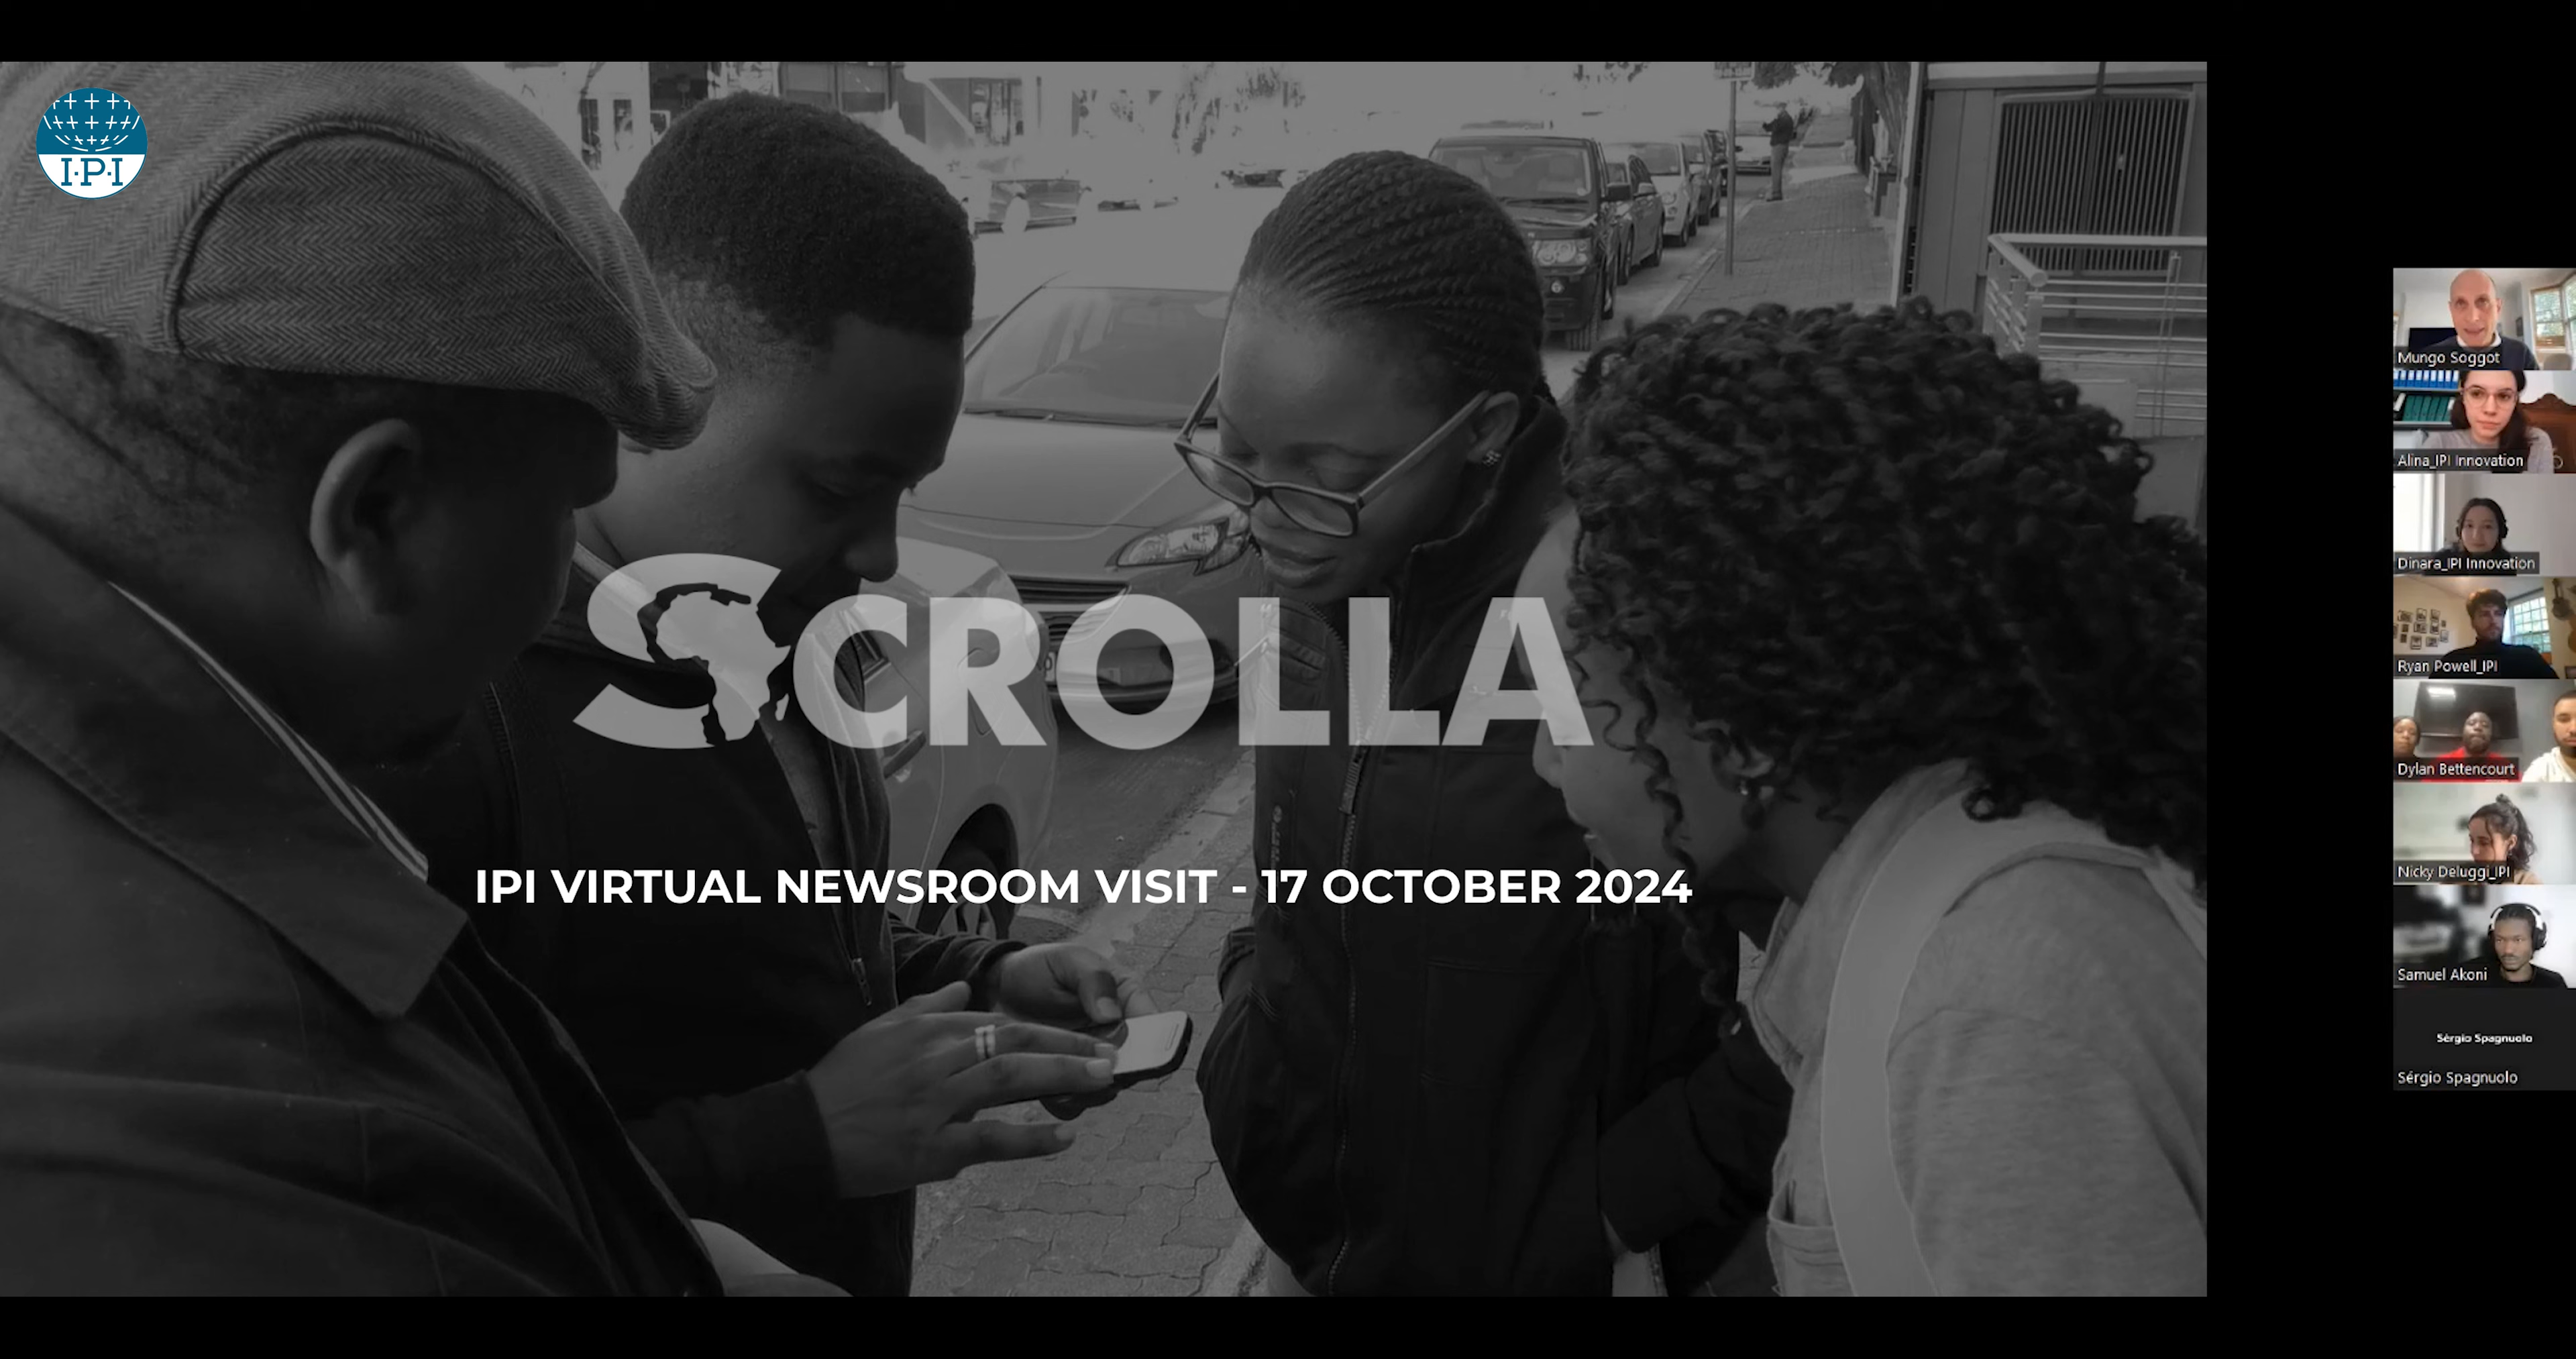 I·P·I
SCROLLA
IPI VIRTUAL NEWSROOM VISIT - 17 OCTOBER 2024
Mungo Soggot
Alina_IPI Innovation
Dinara_IPI Innovation
Ryan Powell_IPI
Dylan Bettencourt
Nicky Deluggi_IPI
Samuel Akoni
Sérgio Spagnuolo
Sérgio Spagnuolo